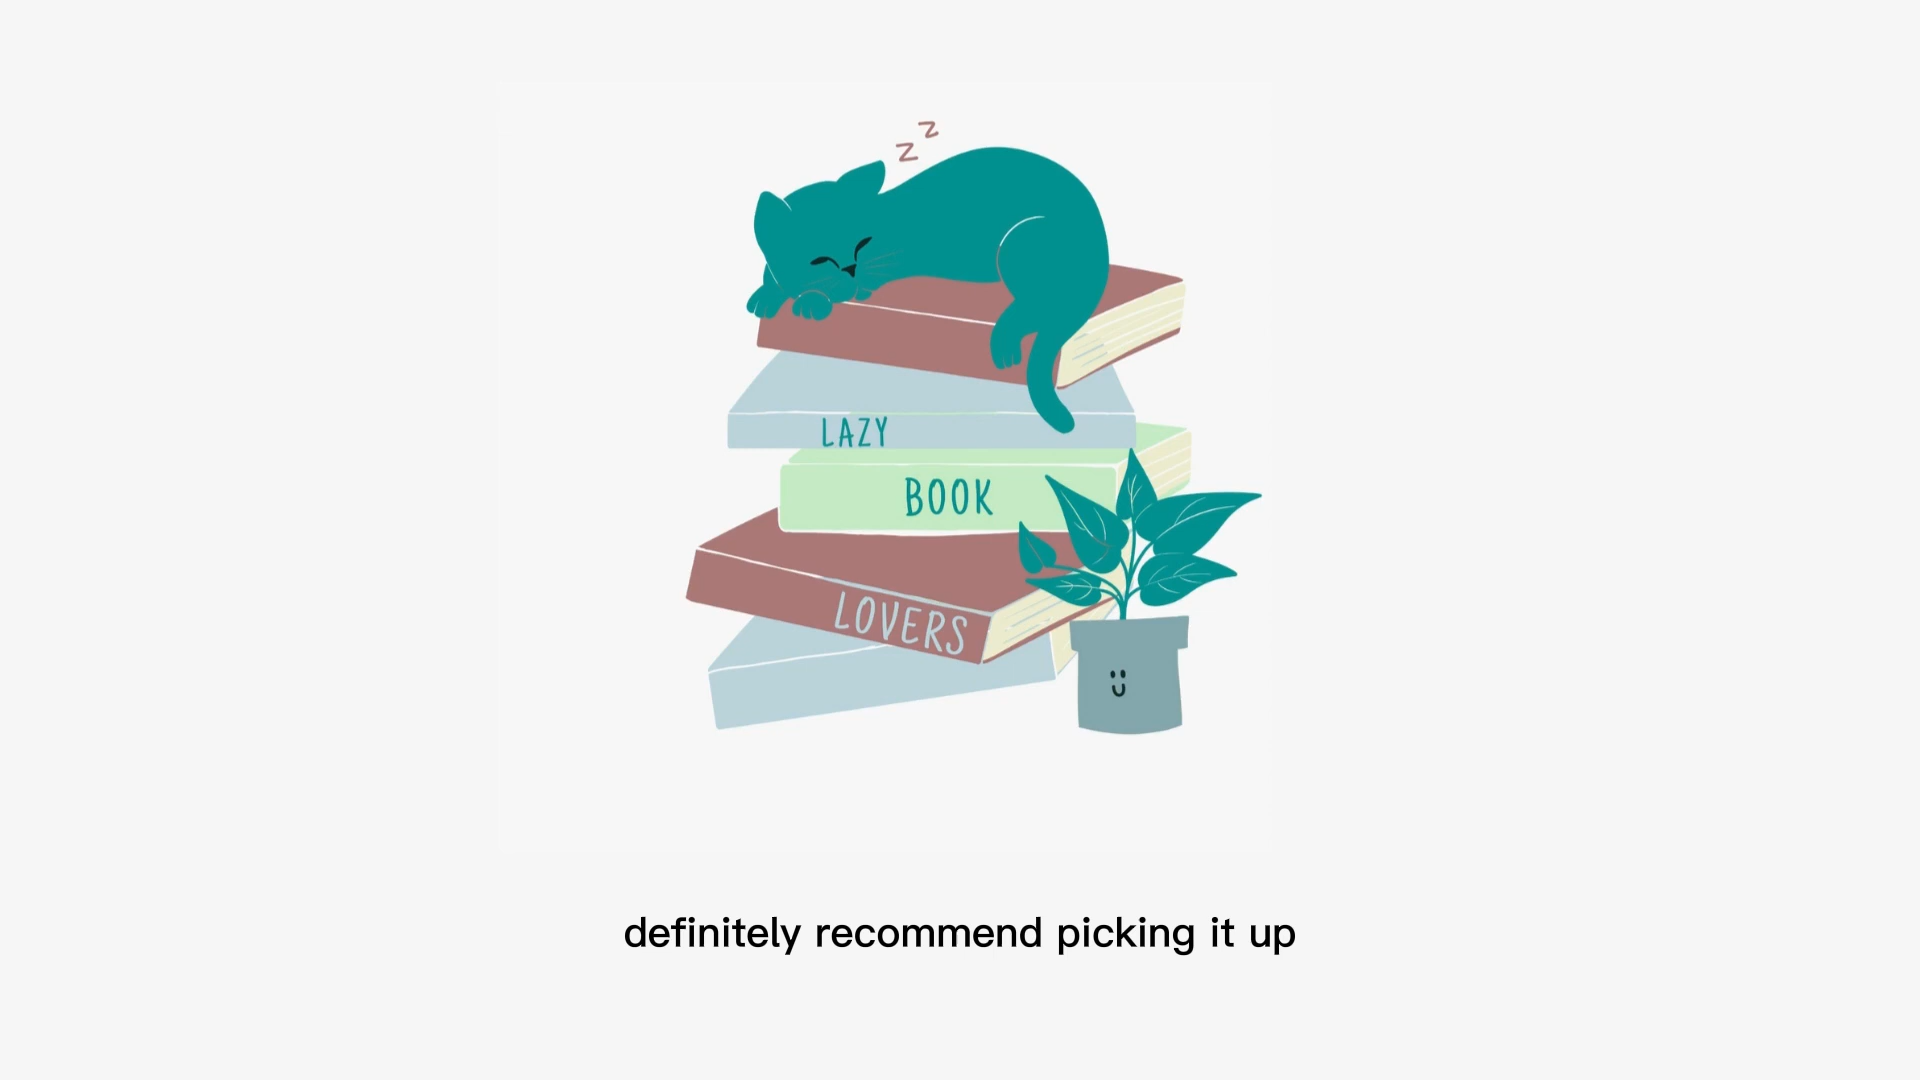 z
z
LAZY
BOOK
LOVERS
definitely recommend picking it up